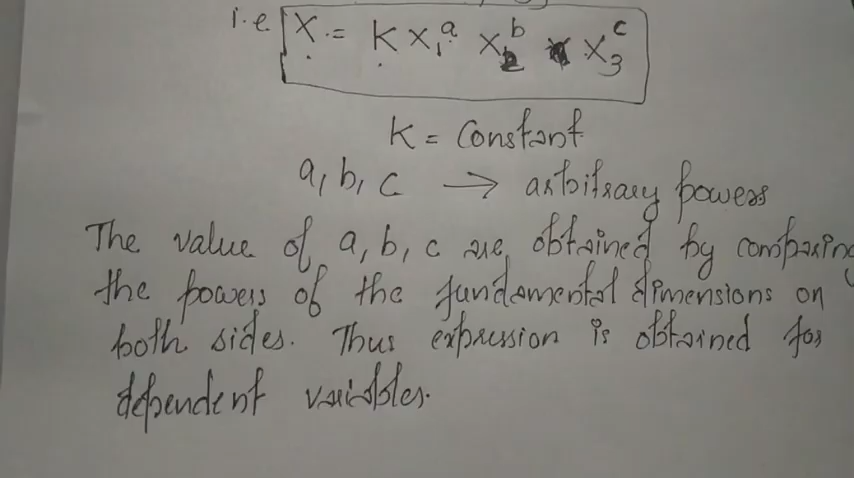 i.e X = K X₁ᵃ X₂ᵇ X₃ᶜ
K = Constant
a, b, c → arbitrary powers
The value of a, b, c are obtained by comparing
the powers of the fundamental dimensions on
both sides. Thus expression is obtained for
dependent variables.